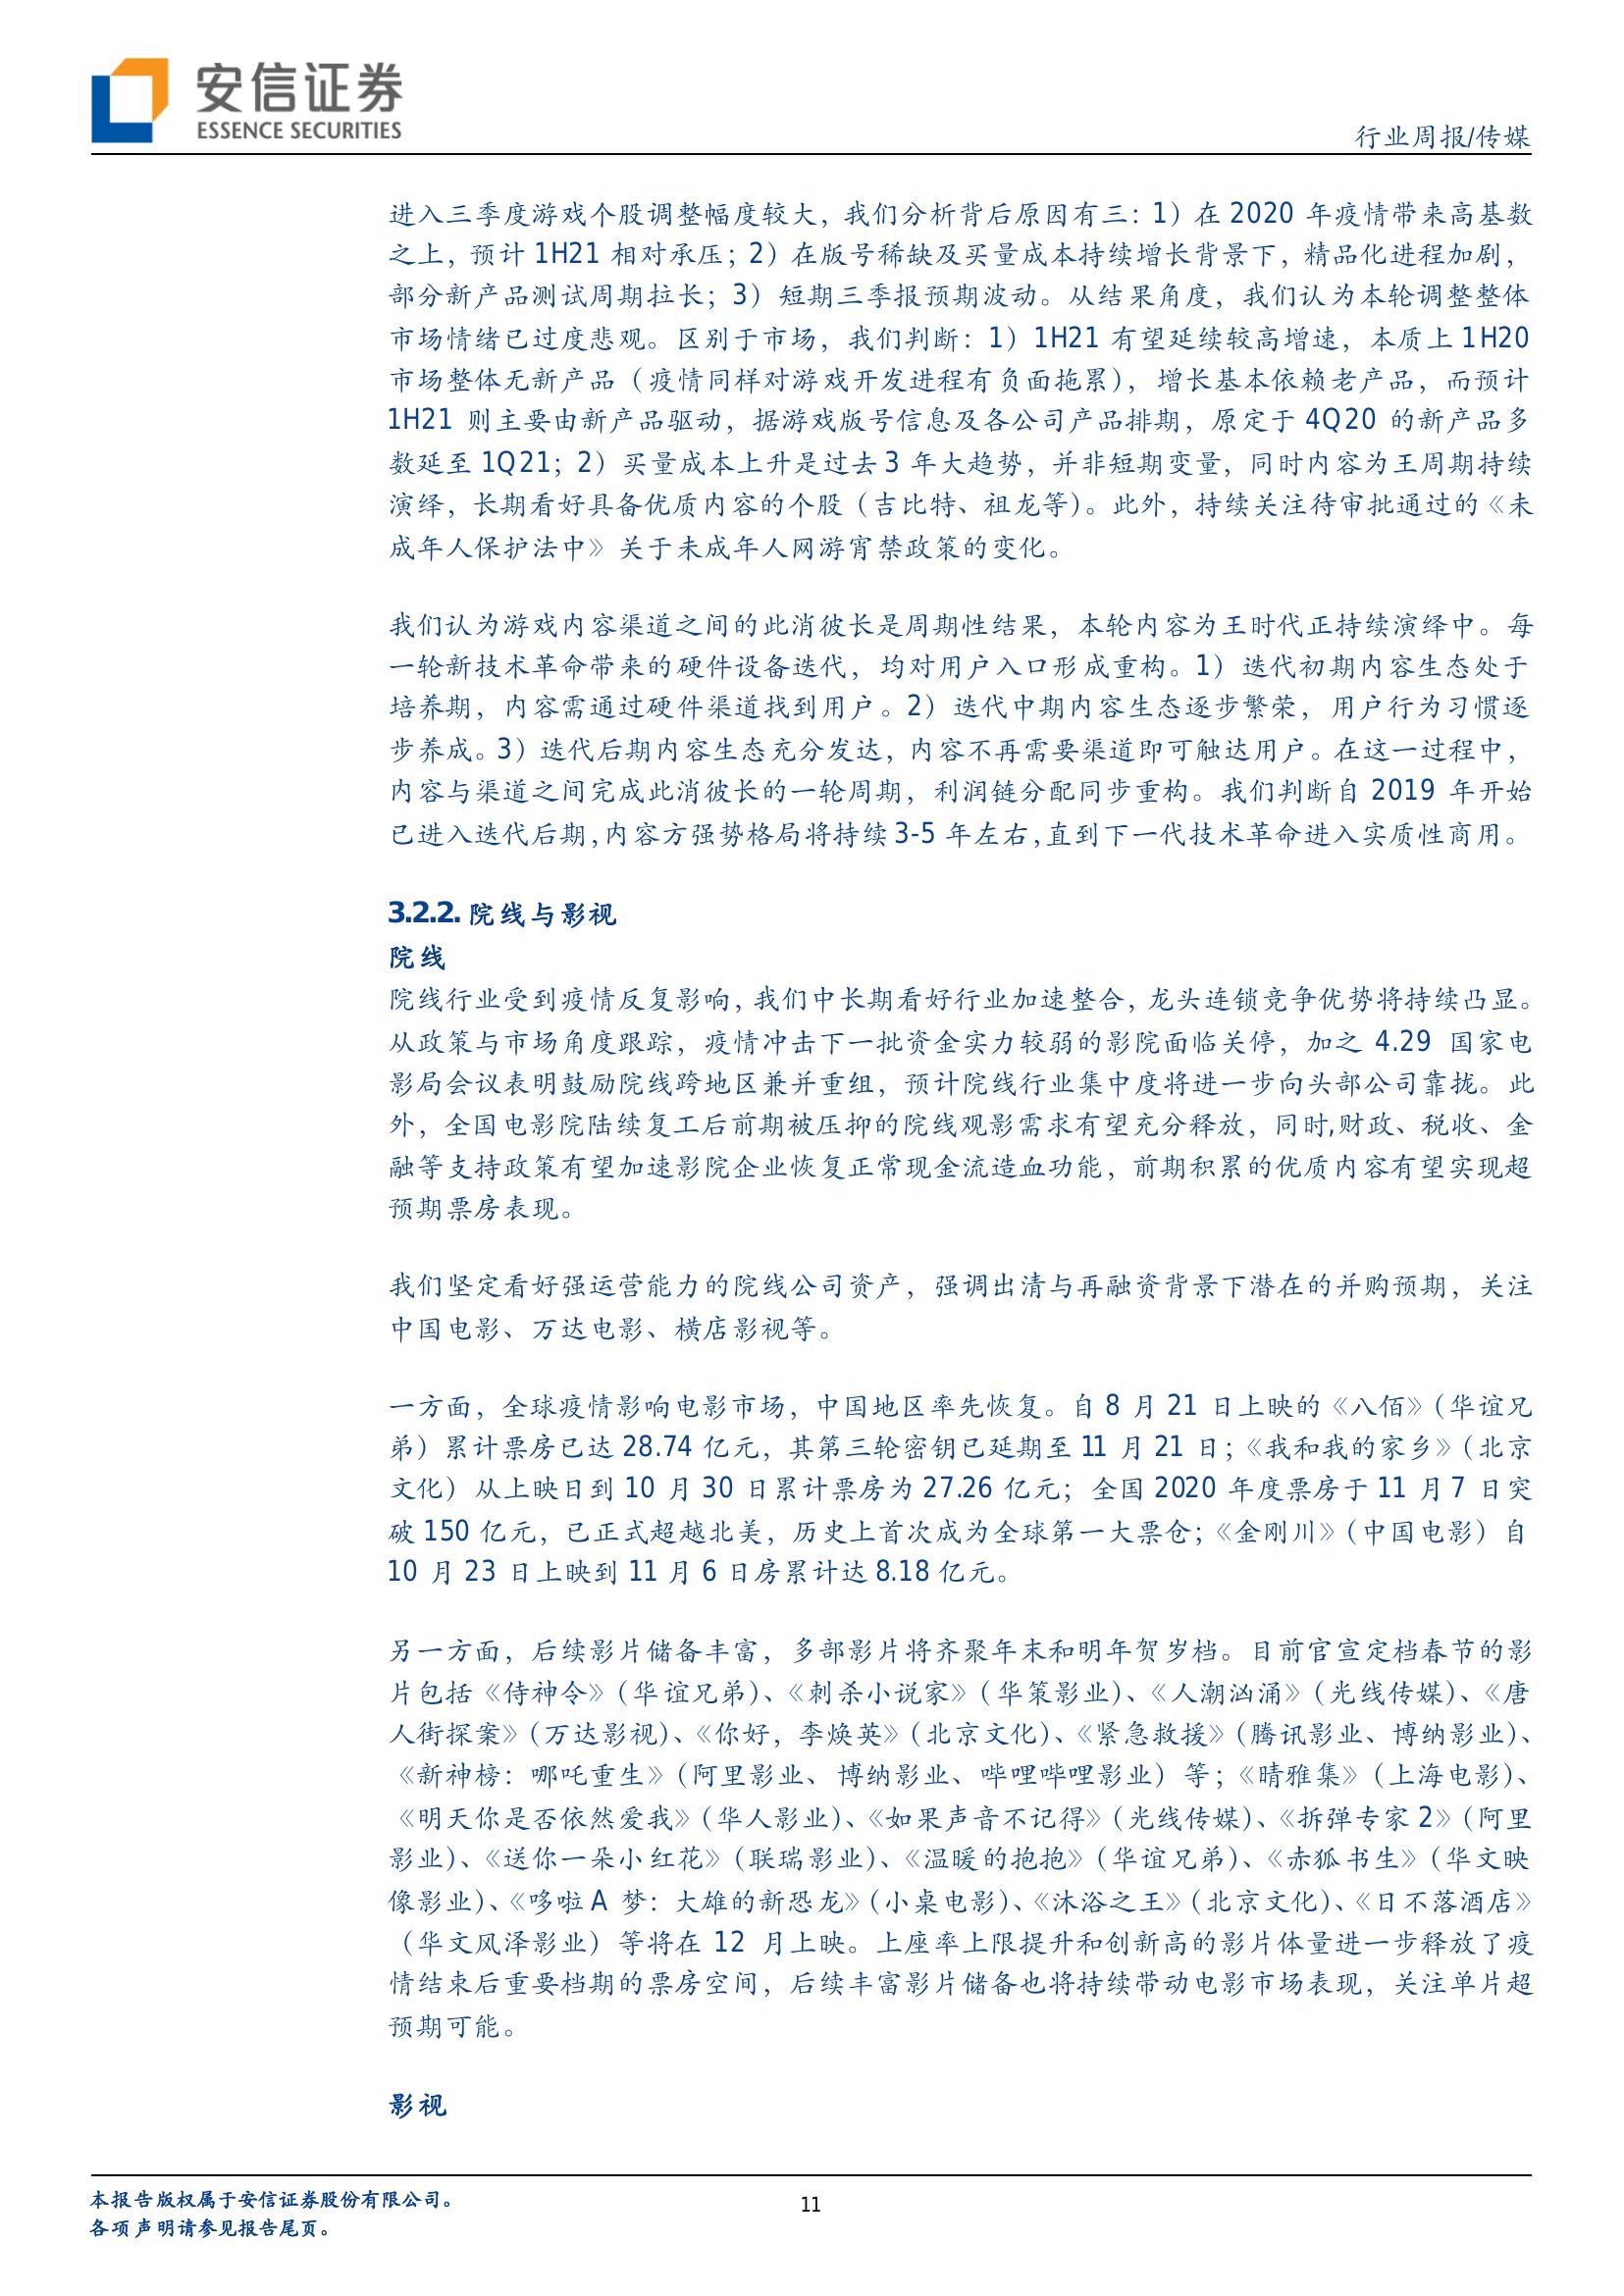 安信证券
ESSENCE SECURITIES
行业周报/传媒
进入三季度游戏个股调整幅度较大，我们分析背后原因有三：1）在 2020 年疫情带来高基数
之上，预计 1H21 相对承压；2）在版号稀缺及买量成本持续增长背景下，精品化进程加剧，
部分新产品测试周期拉长；3）短期三季报预期波动。从结果角度，我们认为本轮调整整体
市场情绪已过度悲观。区别于市场，我们判断：1）1H21 有望延续较高增速，本质上 1H20
市场整体无新产品（疫情同样对游戏开发进程有负面拖累），增长基本依赖老产品，而预计
1H21 则主要由新产品驱动，据游戏版号信息及各公司产品排期，原定于 4Q20 的新产品多
数延至 1Q21；2）买量成本上升是过去 3 年大趋势，并非短期变量，同时内容为王周期持续
演绎，长期看好具备优质内容的个股（吉比特、祖龙等）。此外，持续关注待审批通过的《未
成年人保护法中》关于未成年人网游宵禁政策的变化。
我们认为游戏内容渠道之间的此消彼长是周期性结果，本轮内容为王时代正持续演绎中。每
一轮新技术革命带来的硬件设备迭代，均对用户入口形成重构。1）迭代初期内容生态处于
培养期，内容需通过硬件渠道找到用户。2）迭代中期内容生态逐步繁荣，用户行为习惯逐
步养成。3）迭代后期内容生态充分发达，内容不再需要渠道即可触达用户。在这一过程中，
内容与渠道之间完成此消彼长的一轮周期，利润链分配同步重构。我们判断自 2019 年开始
已进入迭代后期，内容方强势格局将持续 3-5 年左右，直到下一代技术革命进入实质性商用。
3.2.2. 院线与影视
院线
院线行业受到疫情反复影响，我们中长期看好行业加速整合，龙头连锁竞争优势将持续凸显。
从政策与市场角度跟踪，疫情冲击下一批资金实力较弱的影院面临关停，加之 4.29 国家电
影局会议表明鼓励院线跨地区兼并重组，预计院线行业集中度将进一步向头部公司靠拢。此
外，全国电影院陆续复工后前期被压抑的院线观影需求有望充分释放，同时,财政、税收、金
融等支持政策有望加速影院企业恢复正常现金流造血功能，前期积累的优质内容有望实现超
预期票房表现。
我们坚定看好强运营能力的院线公司资产，强调出清与再融资背景下潜在的并购预期，关注
中国电影、万达电影、横店影视等。
一方面，全球疫情影响电影市场，中国地区率先恢复。自 8 月 21 日上映的《八佰》（华谊兄
弟）累计票房已达 28.74 亿元，其第三轮密钥已延期至 11 月 21 日；《我和我的家乡》（北京
文化）从上映日到 10 月 30 日累计票房为 27.26 亿元；全国 2020 年度票房于 11 月 7 日突
破 150 亿元，已正式超越北美，历史上首次成为全球第一大票仓；《金刚川》（中国电影）自
10 月 23 日上映到 11 月 6 日房累计达 8.18 亿元。
另一方面，后续影片储备丰富，多部影片将齐聚年末和明年贺岁档。目前官宣定档春节的影
片包括《侍神令》（华谊兄弟）、《刺杀小说家》（华策影业）、《人潮汹涌》（光线传媒）、《唐
人街探案》（万达影视）、《你好，李焕英》（北京文化）、《紧急救援》（腾讯影业、博纳影业）、
《新神榜：哪吒重生》（阿里影业、博纳影业、哔哩哔哩影业）等；《晴雅集》（上海电影）、
《明天你是否依然爱我》（华人影业）、《如果声音不记得》（光线传媒）、《拆弹专家 2》（阿里
影业）、《送你一朵小红花》（联瑞影业）、《温暖的抱抱》（华谊兄弟）、《赤狐书生》（华文映
像影业）、《哆啦 A 梦：大雄的新恐龙》（小桌电影）、《沐浴之王》（北京文化）、《日不落酒店》
（华文风泽影业）等将在 12 月上映。上座率上限提升和创新高的影片体量进一步释放了疫
情结束后重要档期的票房空间，后续丰富影片储备也将持续带动电影市场表现，关注单片超
预期可能。
影视
本报告版权属于安信证券股份有限公司。
各项声明请参见报告尾页。
11